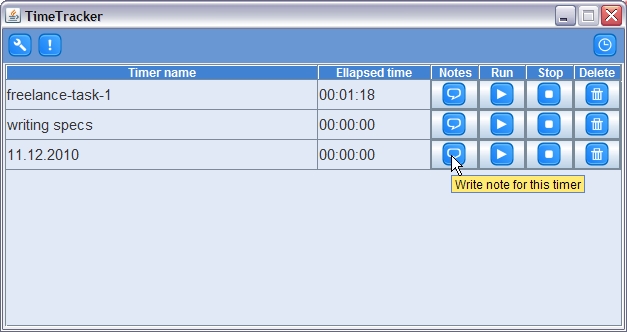 TimeTracker
Timer name Ellapsed time Notes Run Stop Delete
freelance-task-1 00:01:18
writing specs 00:00:00
11.12.2010 00:00:00
Write note for this timer